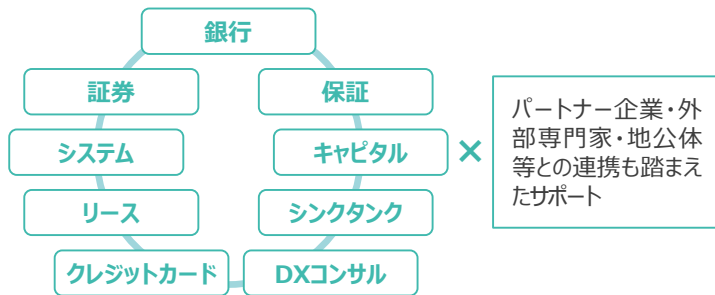 銀行
証券
保証
システム
キャピタル
×
リース
シンクタンク
クレジットカード
DXコンサル
パートナー企業・外
部専門家・地公体
等との連携も踏まえ
たサポート